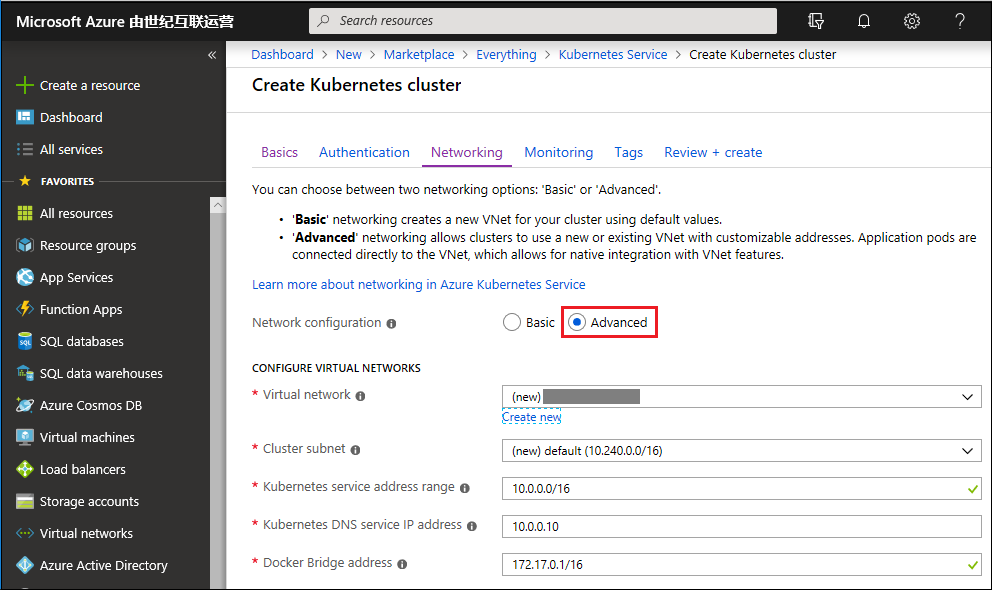 Microsoft Azure 由世纪互联运营
Search resources
Dashboard > New > Marketplace > Everything > Kubernetes Service > Create Kubernetes cluster
Create Kubernetes cluster
Create a resource
Dashboard
All services
FAVORITES
All resources
Resource groups
App Services
Function Apps
SQL databases
SQL data warehouses
Azure Cosmos DB
Virtual machines
Load balancers
Storage accounts
Virtual networks
Azure Active Directory
Basics Authentication Networking Monitoring Tags Review + create
You can choose between two networking options: 'Basic' or 'Advanced'.
• 'Basic' networking creates a new VNet for your cluster using default values.
• 'Advanced' networking allows clusters to use a new or existing VNet with customizable addresses. Application pods are
connected directly to the VNet, which allows for native integration with VNet features.
Learn more about networking in Azure Kubernetes Service
Network configuration Basic Advanced
CONFIGURE VIRTUAL NETWORKS
* Virtual network (new)
Create new
* Cluster subnet (new) default (10.240.0.0/16)
* Kubernetes service address range 10.0.0.0/16
* Kubernetes DNS service IP address 10.0.0.10
* Docker Bridge address 172.17.0.1/16